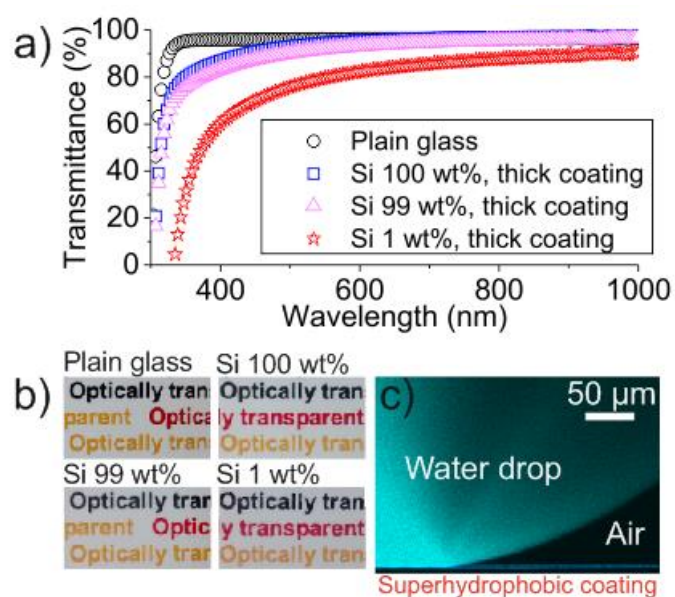 a)
Transmittance (%)
100
80
60
40
20
0
Plain glass
Si 100 wt%, thick coating
Si 99 wt%, thick coating
Si 1 wt%, thick coating
400
600
800
1000
Wavelength (nm)
b)
Plain glass
Optically tran
parent Optica
Optically tran
Si 100 wt%
Optically tran
ly transparent
Optically tran
Si 99 wt%
Optically tran
parent Optic
Optically tran
Si 1 wt%
Optically tran
ly transparent
Optically tran
c)
50 µm
Water drop
Air
Superhydrophobic coating